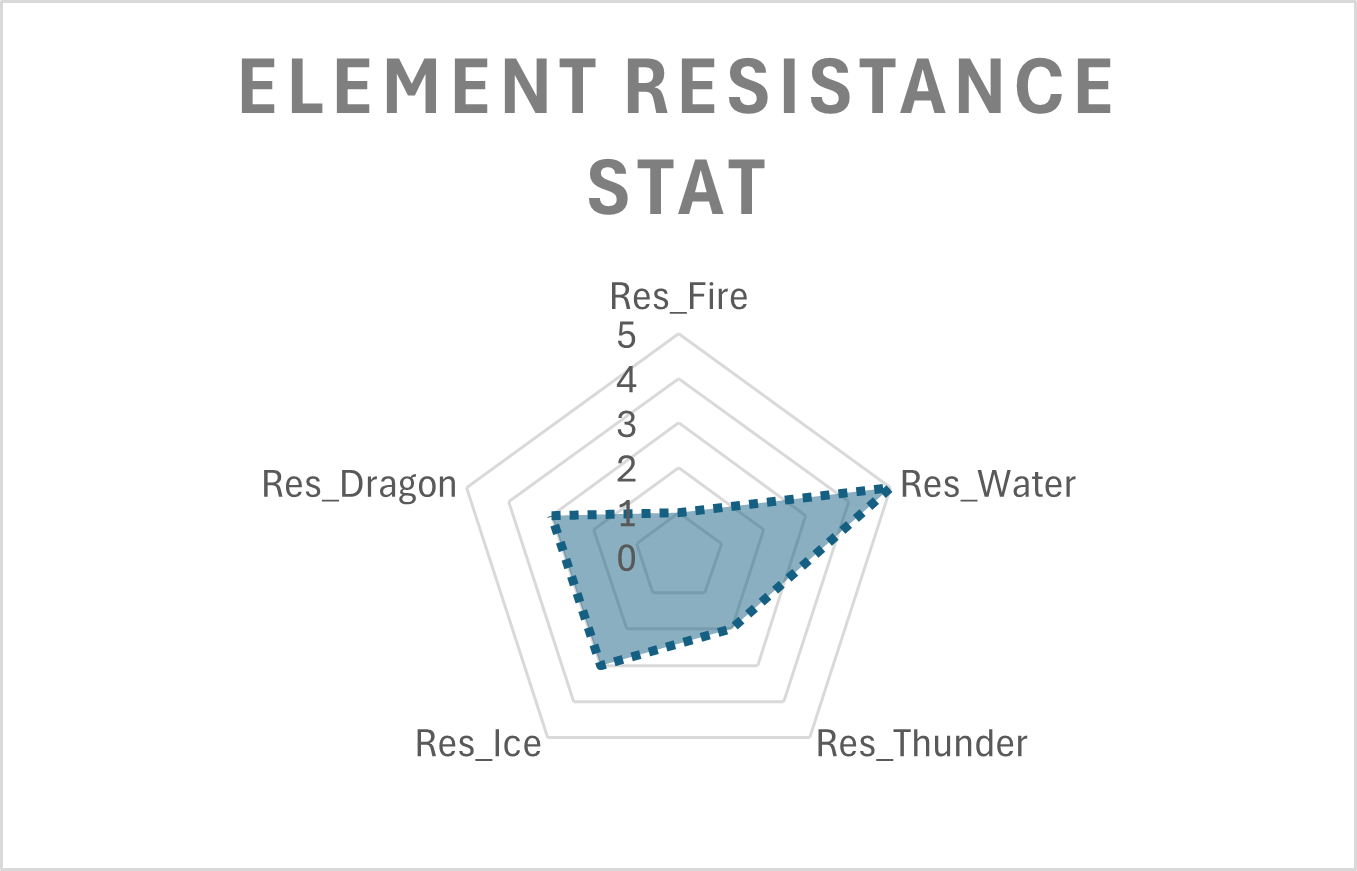 ELEMENT RESISTANCE
STAT
Res_Fire
5
4
3
2
1
0
Res_Dragon
Res_Water
Res_Ice
Res_Thunder